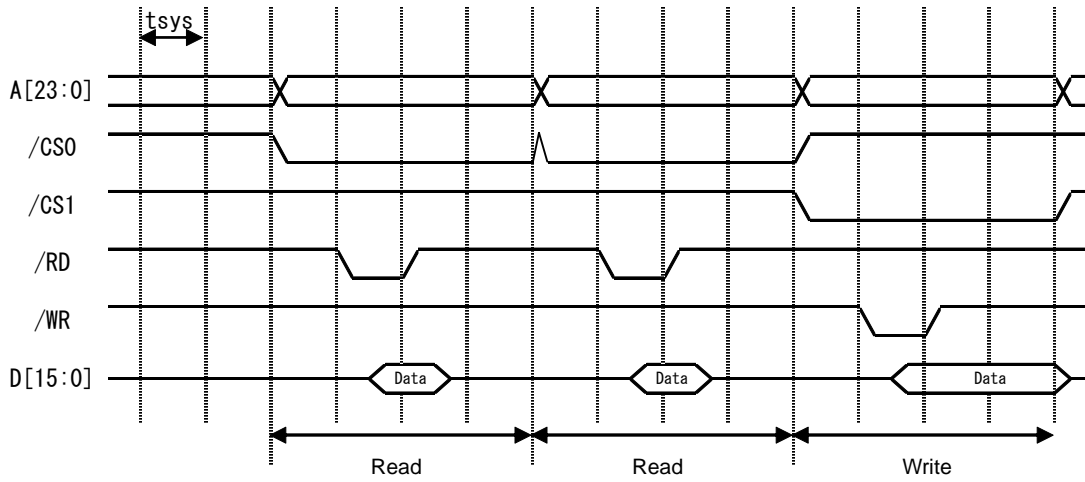 tsys
A[23:0]
/CS0
/CS1
/RD
/WR
D[15:0]
Data
Data
Data
Read
Read
Write